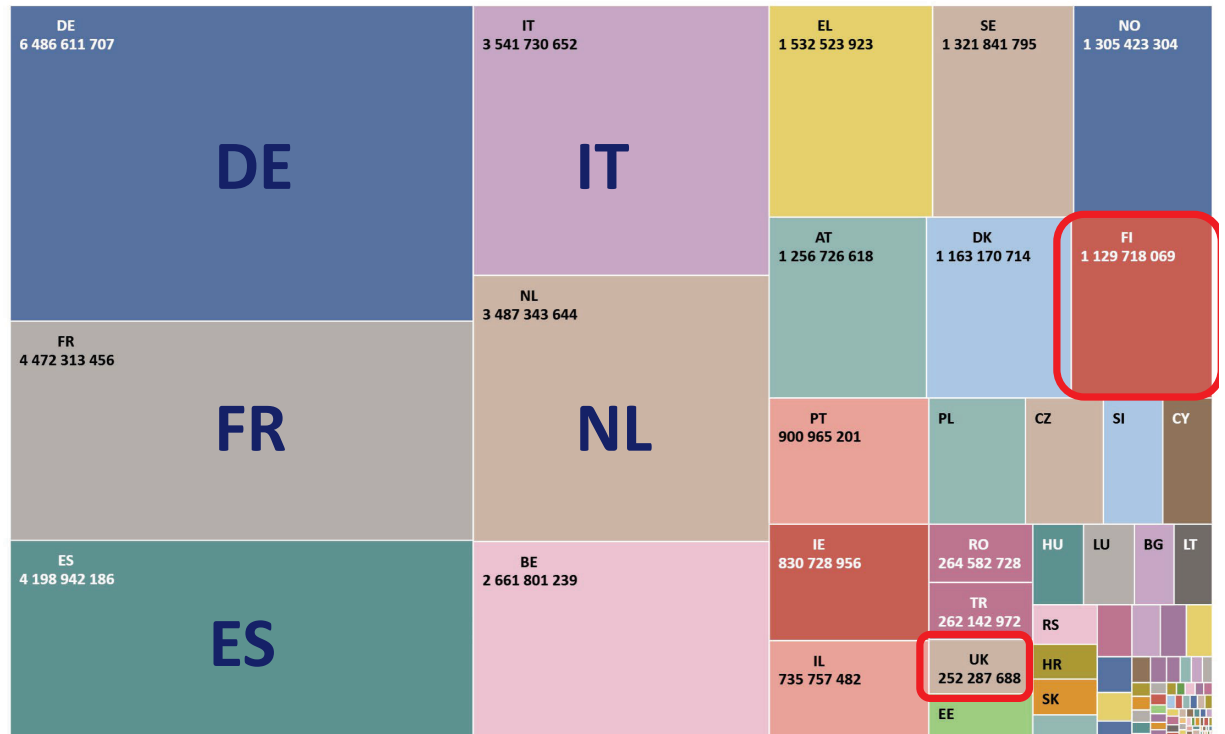 DE
6 486 611 707
DE
FR
4 472 313 456
FR
ES
4 198 942 186
ES
IT
3 541 730 652
IT
NL
3 487 343 644
NL
BE
2 661 801 239
EL
1 532 523 923
SE
1 321 841 795
NO
1 305 423 304
AT
1 256 726 618
DK
1 163 170 714
FI
1 129 718 069
PT
900 965 201
PL
CZ
SI
CY
IE
830 728 956
IL
735 757 482
RO
264 582 728
TR
262 142 972
UK
252 287 688
EE
HU
LU
BG
LT
RS
HR
SK